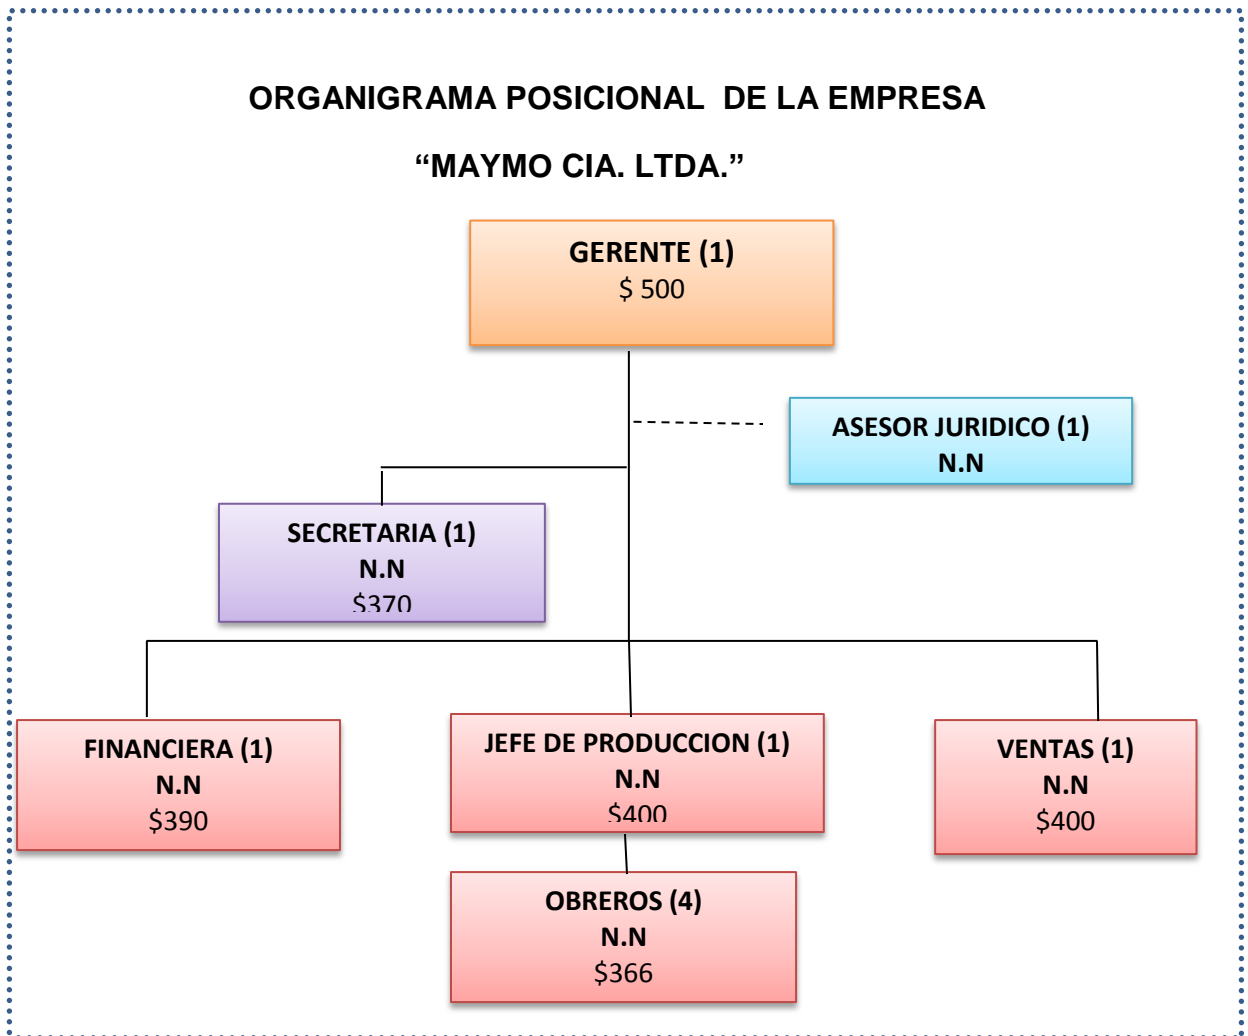 ORGANIGRAMA POSICIONAL DE LA EMPRESA
“MAYMO CIA. LTDA.”
GERENTE (1)
$ 500
ASESOR JURIDICO (1)
N.N
SECRETARIA (1)
N.N
$370
FINANCIERA (1)
N.N
$390
JEFE DE PRODUCCION (1)
N.N
$400
VENTAS (1)
N.N
$400
OBREROS (4)
N.N
$366